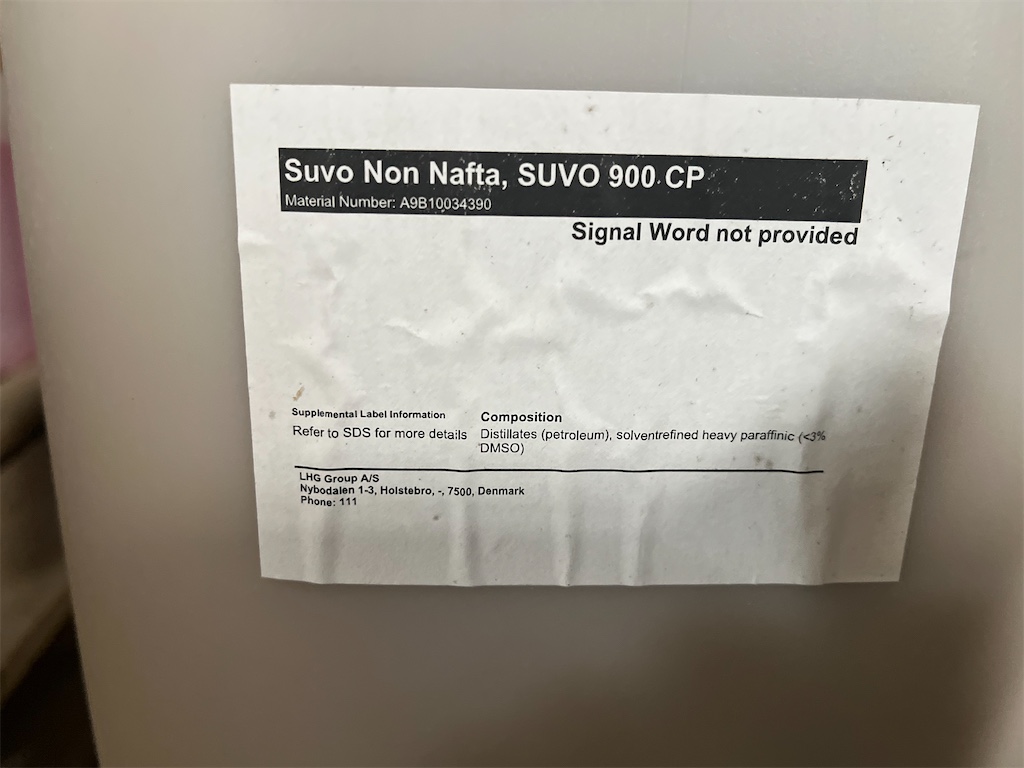 Suvo Non Nafta, SUVO 900 CP
Material Number: A9B10034390
Signal Word not provided
Supplemental Label Information
Refer to SDS for more details
Composition
Distillates (petroleum), solventrefined heavy paraffinic (<3%
DMSO)
LHG Group A/S
Nybodalen 1-3, Holstebro, -, 7500, Denmark
Phone: 111